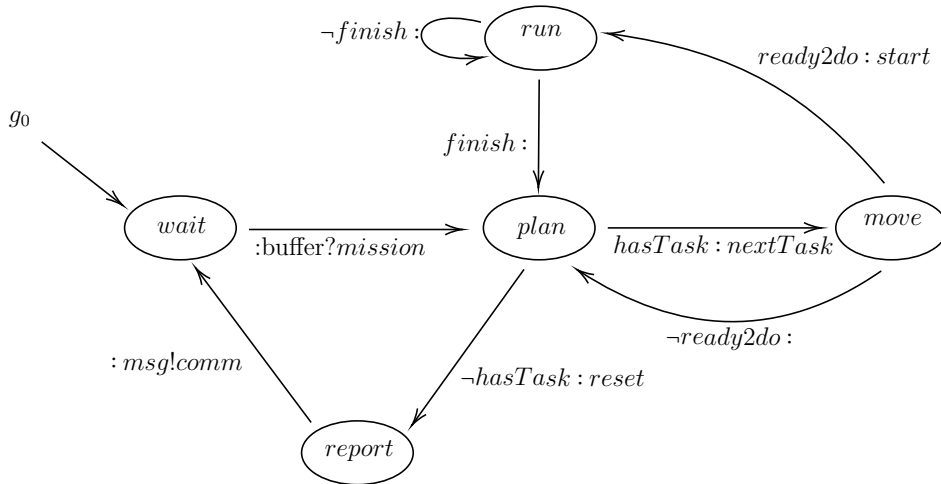 run
¬finish :
ready2do : start
g₀
finish :
wait
plan
move
:buffer?mission
hasTask : nextTask
¬ready2do :
: msg!comm
¬hasTask : reset
report